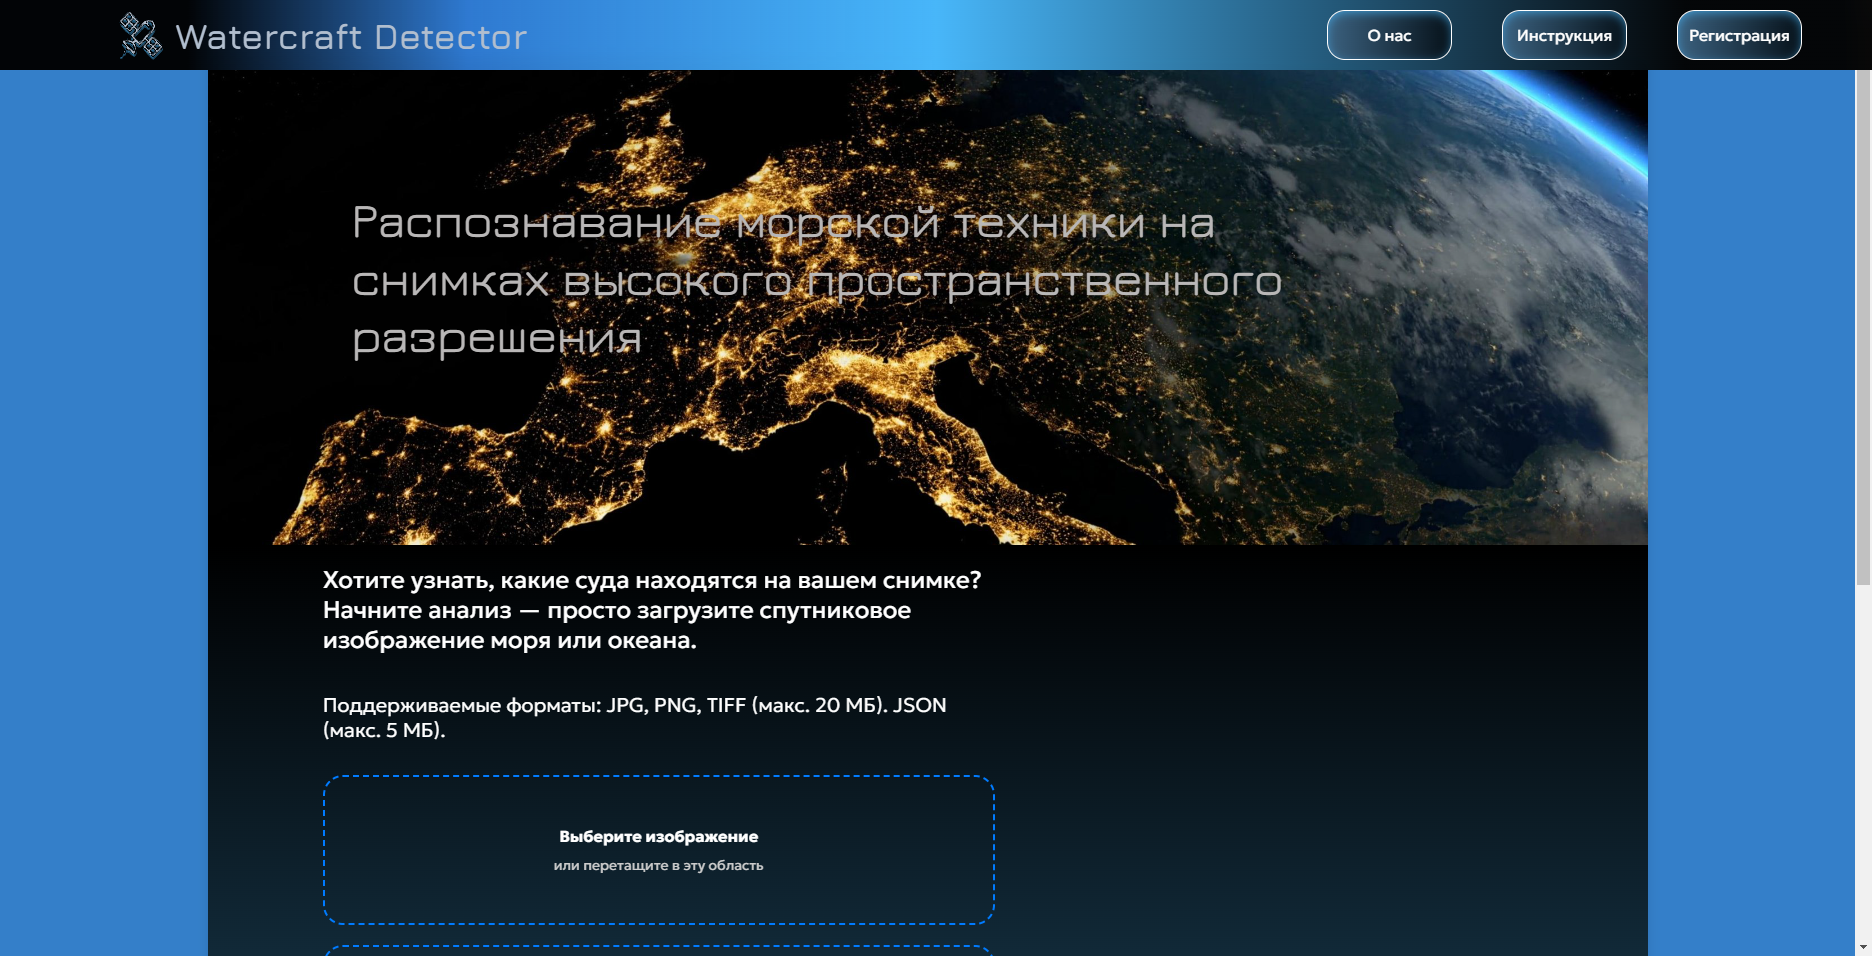 Watercraft Detector
О нас
Инструкция
Регистрация
Распознавание морской техники на
снимках высокого пространственного
разрешения
Хотите узнать, какие суда находятся на вашем снимке?
Начните анализ — просто загрузите спутниковое
изображение моря или океана.
Поддерживаемые форматы: JPG, PNG, TIFF (макс. 20 МБ). JSON
(макс. 5 МБ).
Выберите изображение
или перетащите в эту область